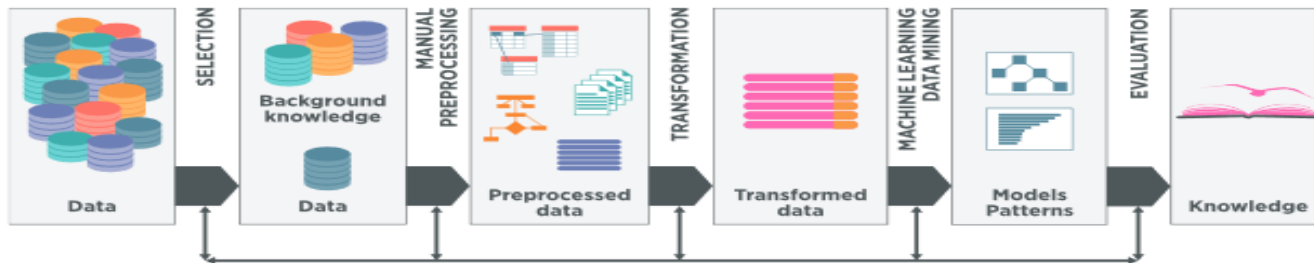 SELECTION
MANUAL
PREPROCESSING
TRANSFORMATION
MACHINE LEARNING
DATA MINING
EVALUATION
Background
knowledge
Data
Data
Preprocessed
data
Transformed
data
Models
Patterns
Knowledge